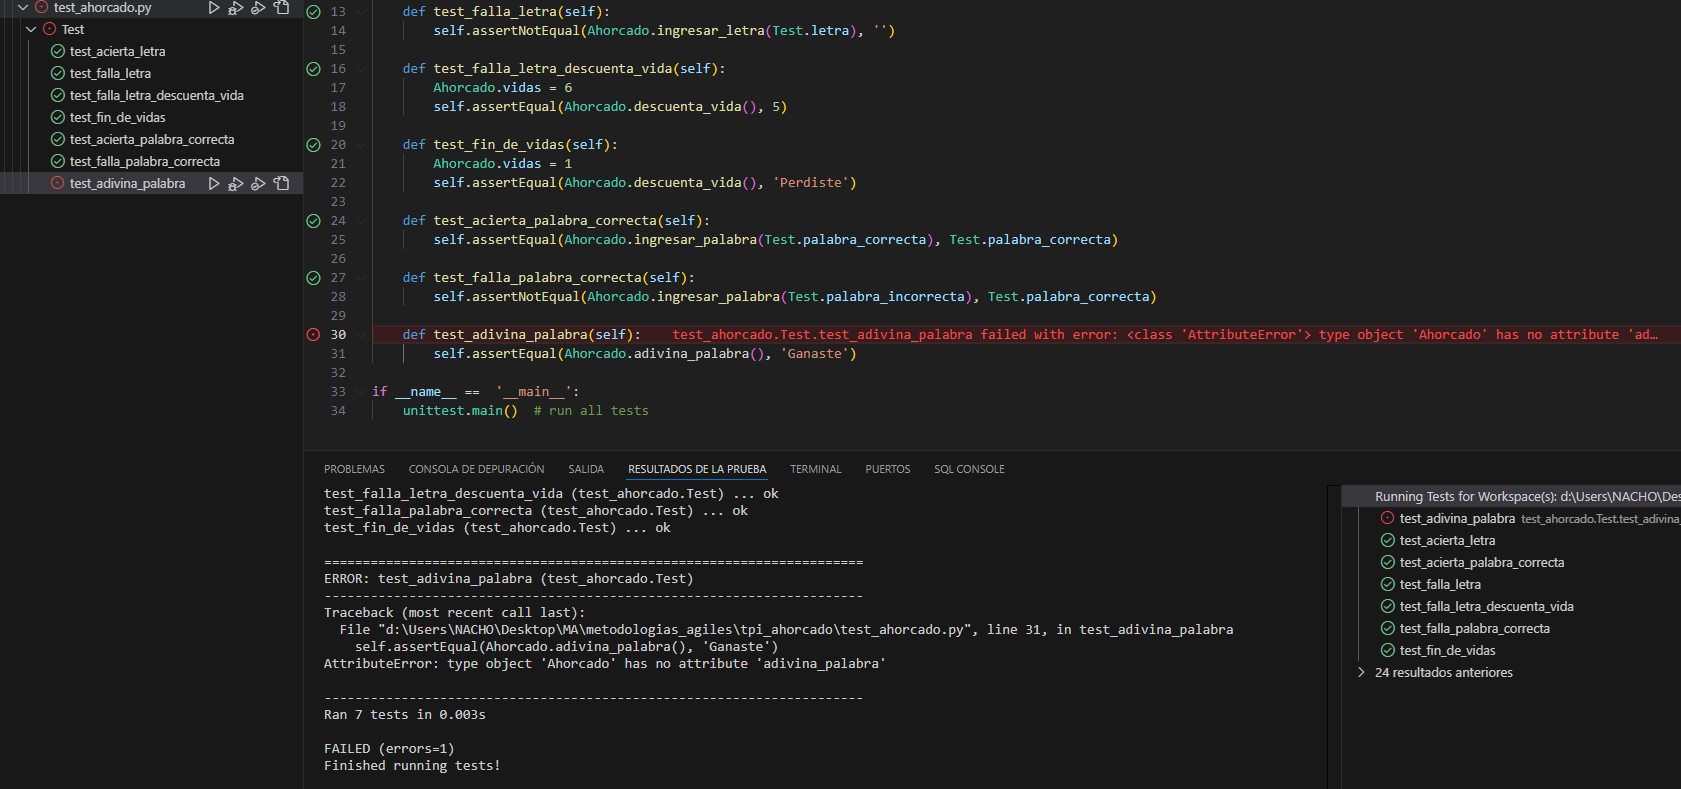 test_ahorcado.py
Test
test_acierta_letra
test_falla_letra
test_falla_letra_descuenta_vida
test_fin_de_vidas
test_acierta_palabra_correcta
test_falla_palabra_correcta
test_adivina_palabra
13 def test_falla_letra(self):
14 self.assertNotEqual(Ahorcado.ingresar_letra(Test.letra), '')
15
16 def test_falla_letra_descuenta_vida(self):
17 Ahorcado.vidas = 6
18 self.assertEqual(Ahorcado.descuenta_vida(), 5)
19
20 def test_fin_de_vidas(self):
21 Ahorcado.vidas = 1
22 self.assertEqual(Ahorcado.descuenta_vida(), 'Perdiste')
23
24 def test_acierta_palabra_correcta(self):
25 self.assertEqual(Ahorcado.ingresar_palabra(Test.palabra_correcta), Test.palabra_correcta)
26
27 def test_falla_palabra_correcta(self):
28 self.assertNotEqual(Ahorcado.ingresar_palabra(Test.palabra_incorrecta), Test.palabra_correcta)
29
30 def test_adivina_palabra(self): test_ahorcado.Test.test_adivina_palabra failed with error: <class 'AttributeError'> type object 'Ahorcado' has no attribute 'ad…
31 self.assertEqual(Ahorcado.adivina_palabra(), 'Ganaste')
32
33 if __name__ == '__main__':
34 unittest.main() # run all tests
PROBLEMAS CONSOLA DE DEPURACIÓN SALIDA RESULTADOS DE LA PRUEBA TERMINAL PUERTOS SQL CONSOLE
test_falla_letra_descuenta_vida (test_ahorcado.Test) ... ok
test_falla_palabra_correcta (test_ahorcado.Test) ... ok
test_fin_de_vidas (test_ahorcado.Test) ... ok
======================================================================
ERROR: test_adivina_palabra (test_ahorcado.Test)
----------------------------------------------------------------------
Traceback (most recent call last):
File "d:\Users\NACHO\Desktop\MA\metodologias_agiles\tpi_ahorcado\test_ahorcado.py", line 31, in test_adivina_palabra
self.assertEqual(Ahorcado.adivina_palabra(), 'Ganaste')
AttributeError: type object 'Ahorcado' has no attribute 'adivina_palabra'
----------------------------------------------------------------------
Ran 7 tests in 0.003s
FAILED (errors=1)
Finished running tests!
Running Tests for Workspace(s): d:\Users\NACHO\Des
test_adivina_palabra test_ahorcado.Test.test_adivina_
test_acierta_letra
test_acierta_palabra_correcta
test_falla_letra
test_falla_letra_descuenta_vida
test_falla_palabra_correcta
test_fin_de_vidas
24 resultados anteriores